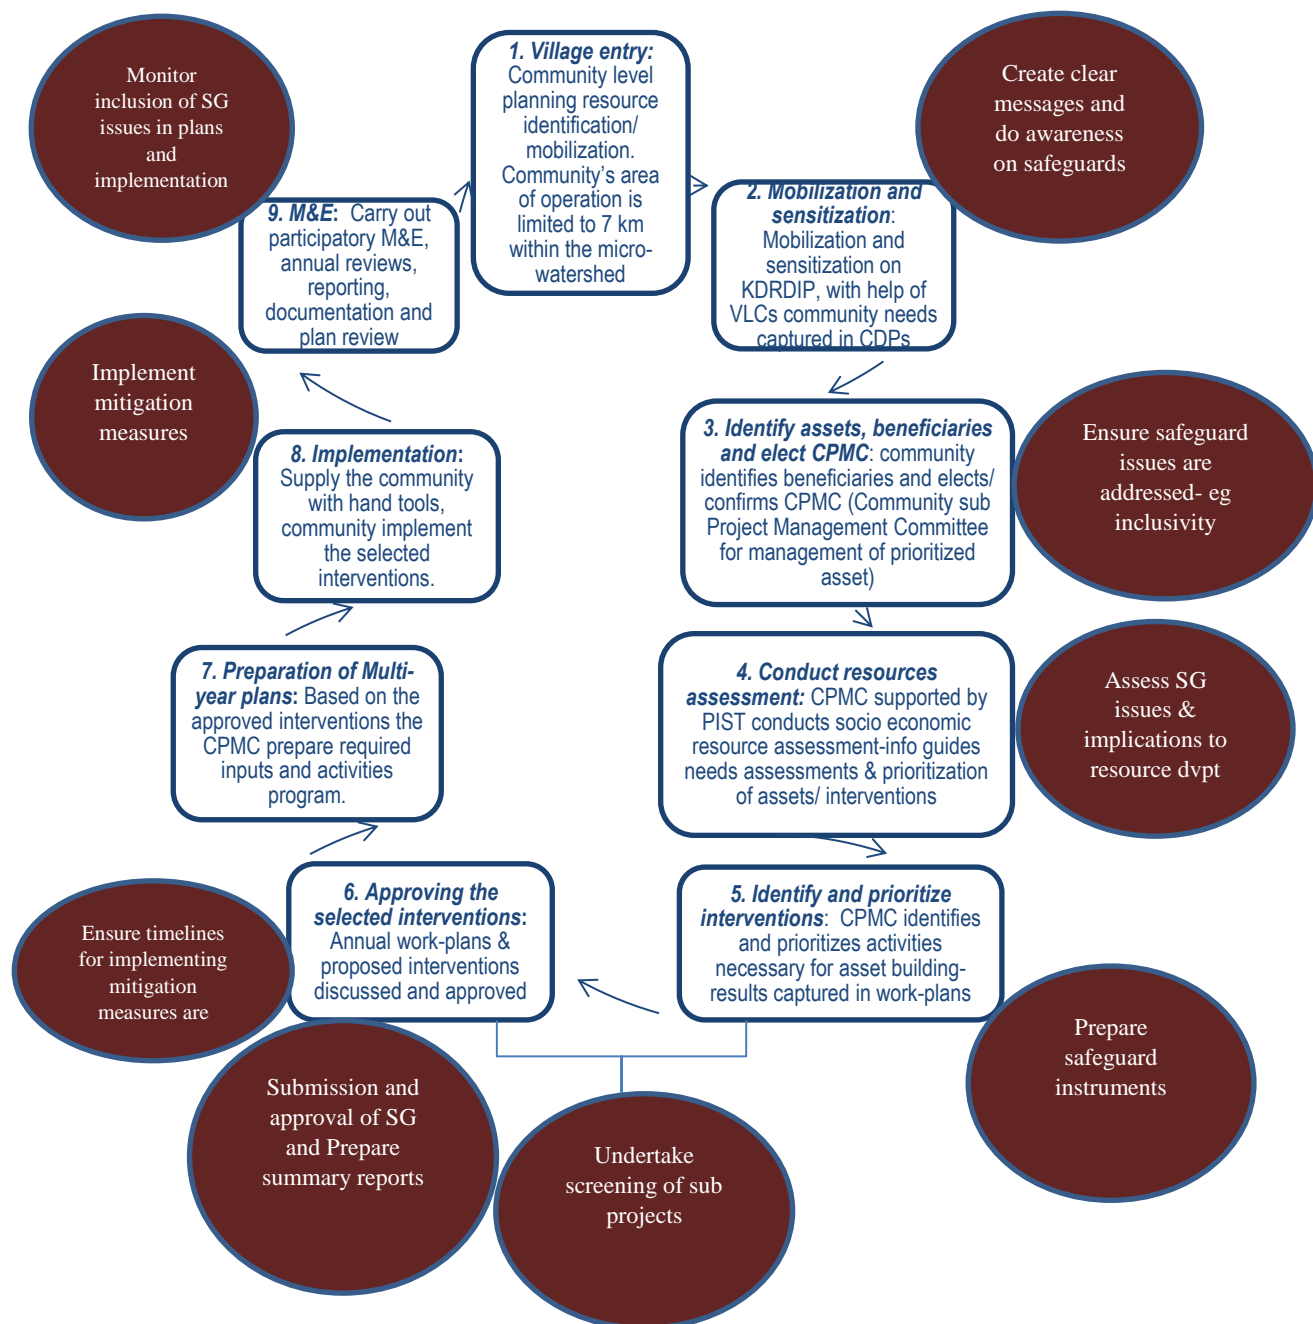 1. Village entry:
Community level
planning resource
identification/
mobilization.
Community’s area
of operation is
limited to 7 km
within the micro-
watershed
Create clear
messages and
do awareness
on safeguards
2. Mobilization and
sensitization:
Mobilization and
sensitization on
KDRDIP, with help of
VLCs community needs
captured in CDPs
3. Identify assets, beneficiaries
and elect CPMC: community
identifies beneficiaries and elects/
confirms CPMC (Community sub
Project Management Committee
for management of prioritized
asset)
Ensure safeguard
issues are
addressed- eg
inclusivity
4. Conduct resources
assessment: CPMC supported by
PIST conducts socio economic
resource assessment-info guides
needs assessments & prioritization
of assets/ interventions
Assess SG
issues &
implications to
resource dvpt
5. Identify and prioritize
interventions: CPMC identifies
and prioritizes activities
necessary for asset building-
results captured in work-plans
Prepare
safeguard
instruments
Undertake
screening of sub
projects
6. Approving the
selected interventions:
Annual work-plans &
proposed interventions
discussed and approved
Submission and
approval of SG
and Prepare
summary reports
Ensure timelines
for implementing
mitigation
measures are
7. Preparation of Multi-
year plans: Based on the
approved interventions the
CPMC prepare required
inputs and activities
program.
8. Implementation:
Supply the community
with hand tools,
community implement
the selected
interventions.
Implement
mitigation
measures
9. M&E: Carry out
participatory M&E,
annual reviews,
reporting,
documentation and
plan review
Monitor
inclusion of SG
issues in plans
and
implementation